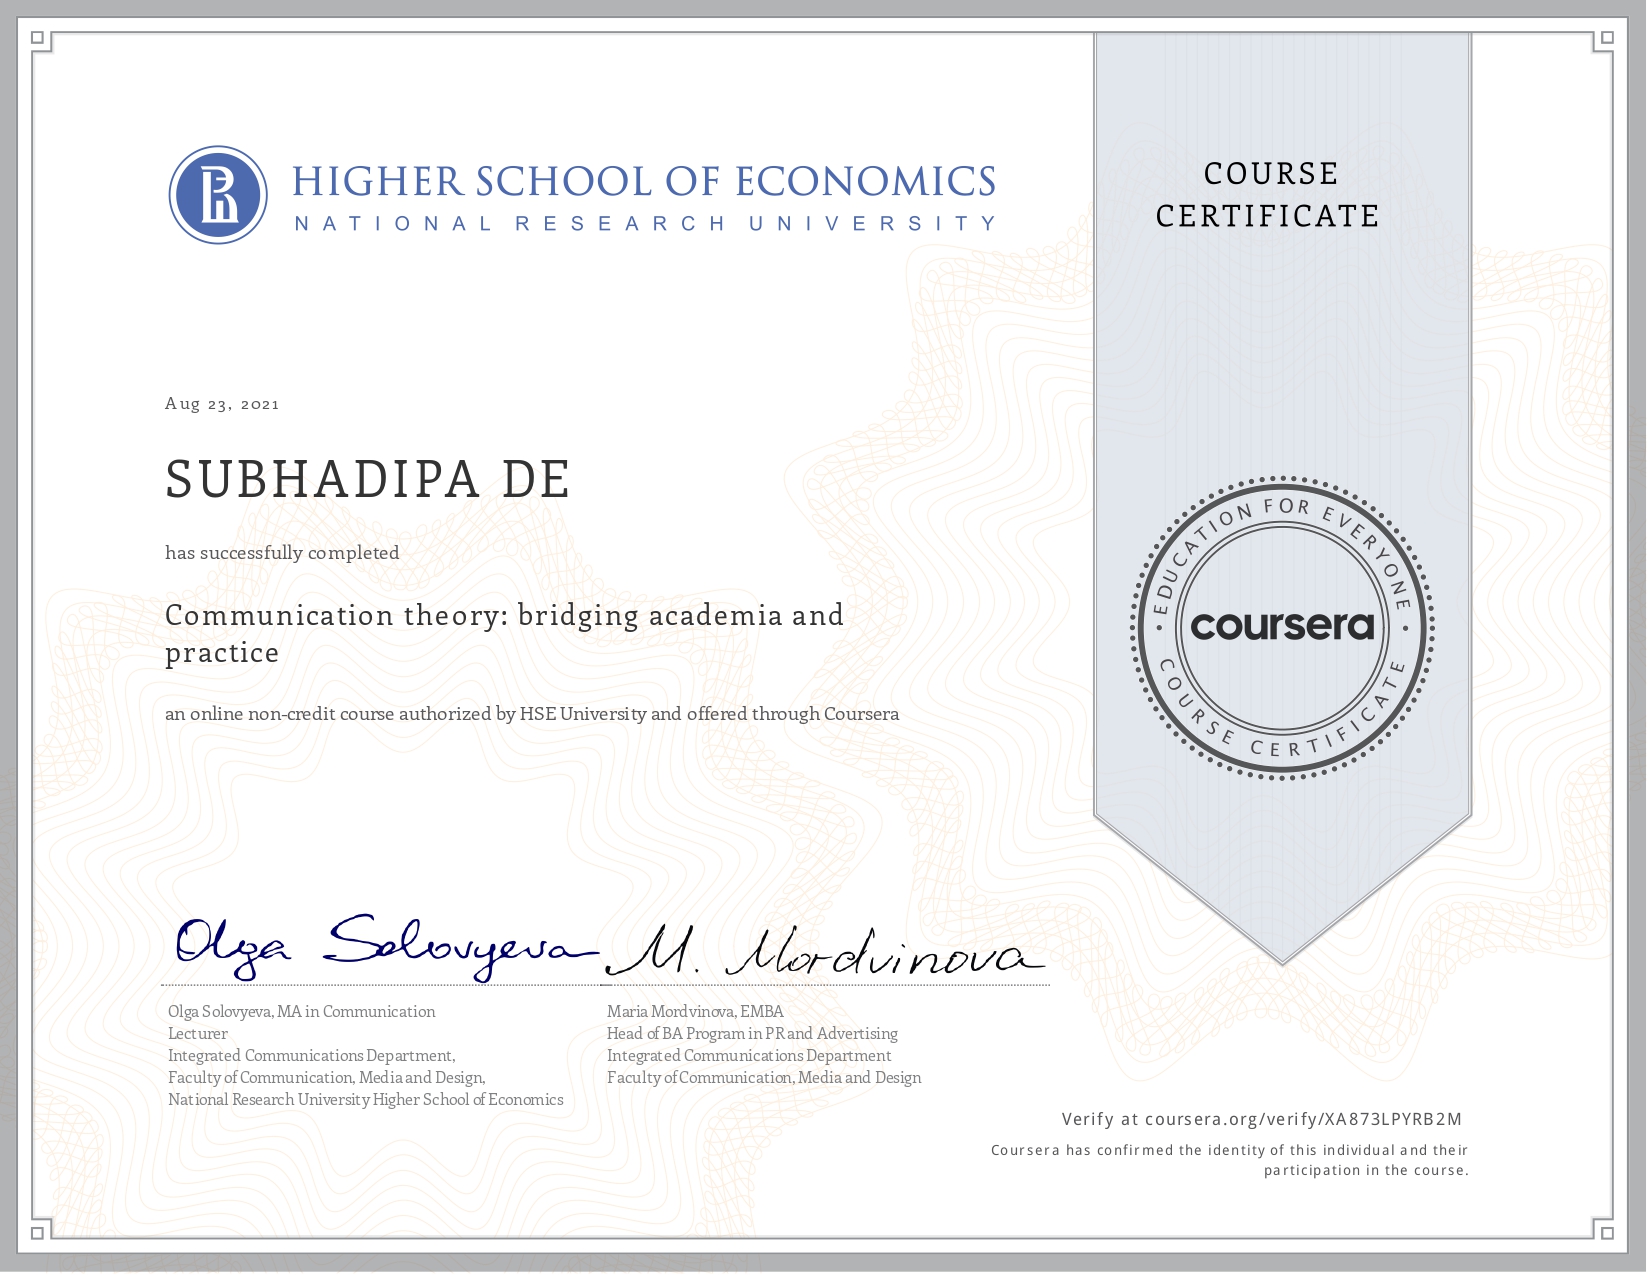 HIGHER SCHOOL OF ECONOMICS
NATIONAL RESEARCH UNIVERSITY
COURSE
CERTIFICATE
Aug 23, 2021
SUBHADIPA DE
has successfully completed
Communication theory: bridging academia and
practice
an online non-credit course authorized by HSE University and offered through Coursera
EDUCATION FOR EVERYONE
coursera
COURSE CERTIFICATE
Olga Solovyeva
M. Mordvinova
Olga Solovyeva, MA in Communication
Lecturer
Integrated Communications Department,
Faculty of Communication, Media and Design,
National Research University Higher School of Economics
Maria Mordvinova, EMBA
Head of BA Program in PR and Advertising
Integrated Communications Department
Faculty of Communication, Media and Design
Verify at coursera.org/verify/XA873LPYRB2M
Coursera has confirmed the identity of this individual and their
participation in the course.